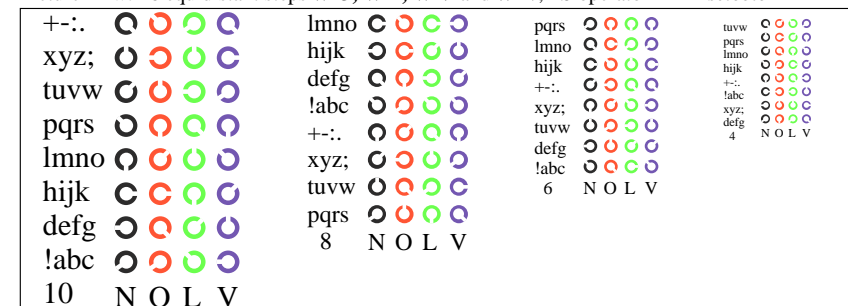 +-:.
xyz;
tuvw
pqrs
lmno
hijk
defg
!abc
10 N O L V
lmno
hijk
defg
!abc
+-:.
xyz;
tuvw
pqrs
8 N O L V
pqrs
lmno
hijk
+-:.
xyz;
tuvw
defg
!abc
6 N O L V
tuvw
pqrs
lmno
hijk
+-:.
!abc
xyz;
defg
4 N O L V